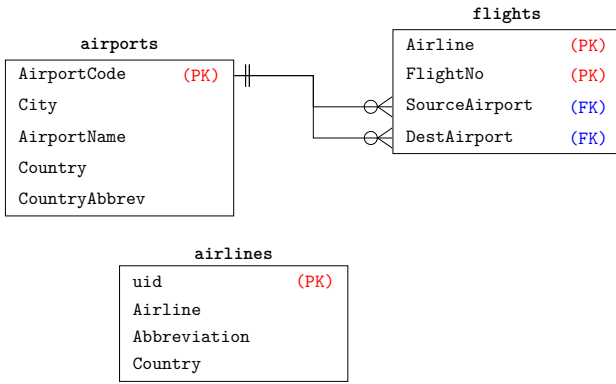 airports
AirportCode (PK)
City
AirportName
Country
CountryAbbrev
flights
Airline (PK)
FlightNo (PK)
SourceAirport (FK)
DestAirport (FK)
airlines
uid (PK)
Airline
Abbreviation
Country